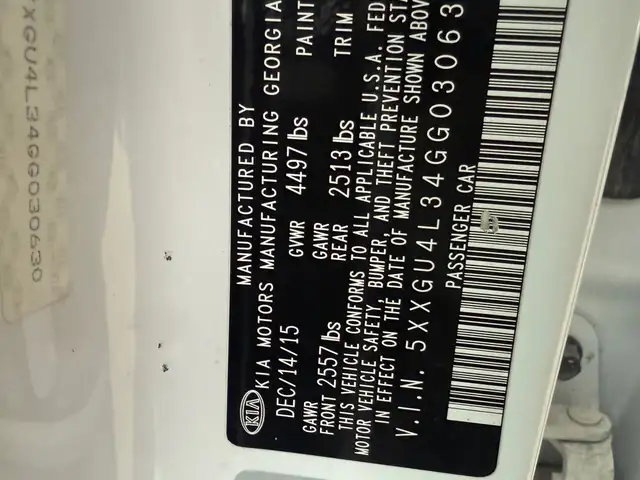 XGU4L34GG030630
MANUFACTURED BY
KIA KIA MOTORS MANUFACTURING GEORGIA
DEC/14/15 GVWR 4497 lbs PAINT
GAWR FRONT 2557 lbs GAWR REAR 2513 lbs TRIM
THIS VEHICLE CONFORMS TO ALL APPLICABLE U.S.A. FED
MOTOR VEHICLE SAFETY, BUMPER, AND THEFT PREVENTION STA
IN EFFECT ON THE DATE OF MANUFACTURE SHOWN ABOV
V.I.N. 5XXGU4L34GG03063
PASSENGER CAR